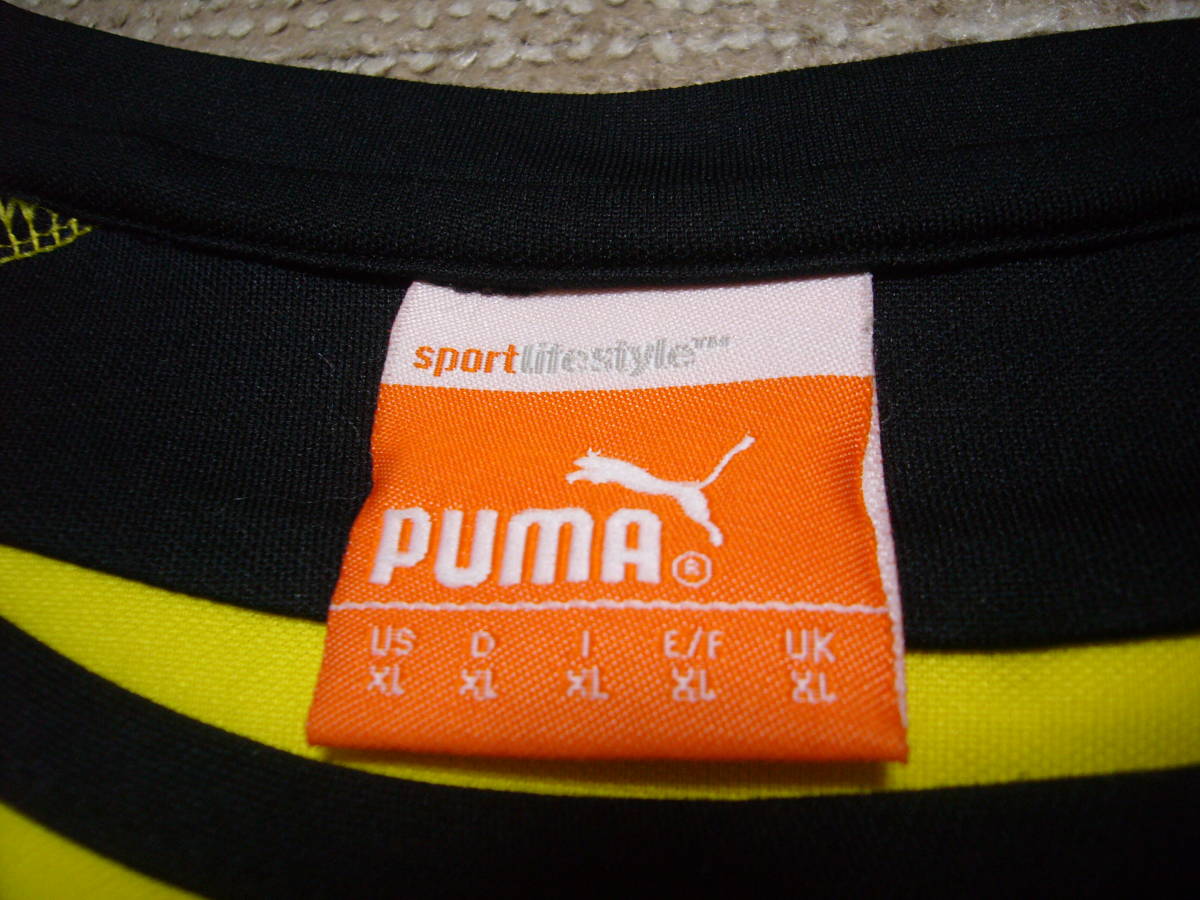 sportlifestyle™
PUMA®
US D I E/F UK
XL XL XL XL XL